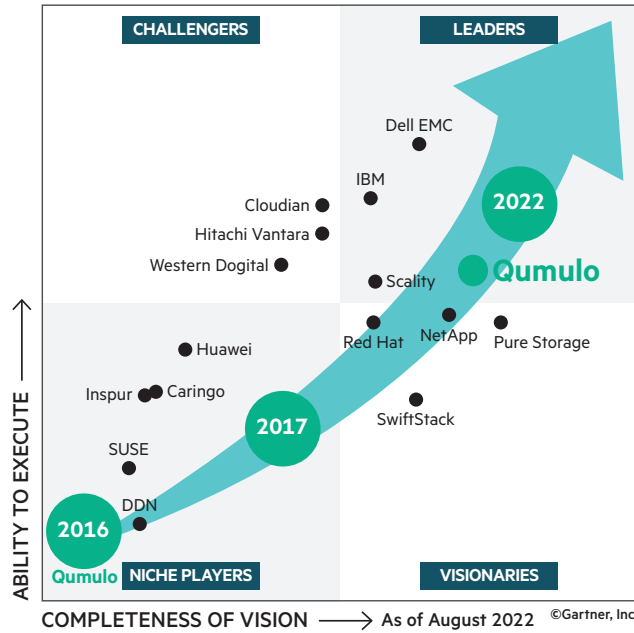 CHALLENGERS
LEADERS
Dell EMC
IBM
Cloudian
2022
Hitachi Vantara
Western Dogital
Qumulo
Scality
Red Hat
NetApp
Pure Storage
Huawei
Inspur
Caringo
SwiftStack
2017
SUSE
DDN
2016
Qumulo
NICHE PLAYERS
VISIONARIES
ABILITY TO EXECUTE
COMPLETENESS OF VISION
As of August 2022
©Gartner, Inc